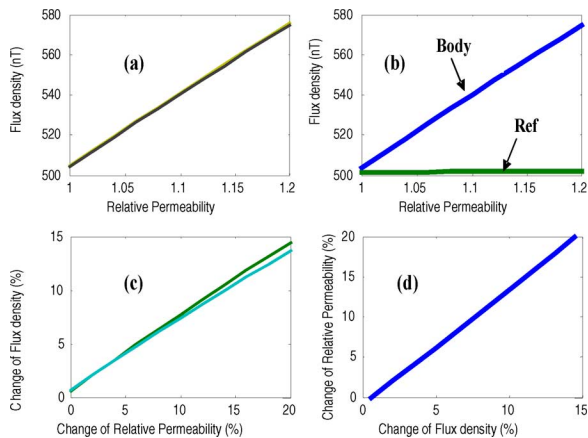 Flux density (nT)
580
560
540
520
500
(a)
1
1.05
1.1
1.15
1.2
Relative Permeability
Flux density (nT)
580
560
540
520
500
Body
(b)
Ref
1
1.05
1.1
1.15
1.2
Relative Permeability
Change of Flux density (%)
15
10
5
0
(c)
0
5
10
15
20
Change of Relative Permeability (%)
Change of Relative Permeability (%)
20
15
10
5
0
(d)
0
5
10
15
Change of Flux density (%)